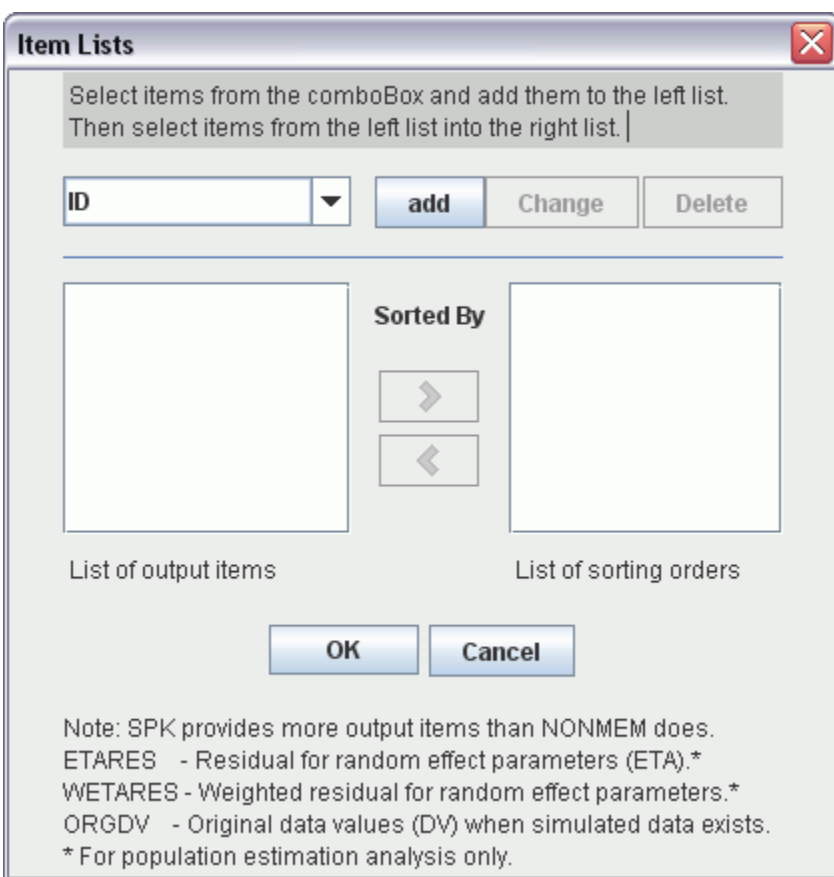 Item Lists
Select items from the comboBox and add them to the left list.
Then select items from the left list into the right list.
ID
add
Change
Delete
Sorted By
List of output items
List of sorting orders
OK
Cancel
Note: SPK provides more output items than NONMEM does.
ETARES - Residual for random effect parameters (ETA).*
WETARES - Weighted residual for random effect parameters.*
ORGDV - Original data values (DV) when simulated data exists.
* For population estimation analysis only.